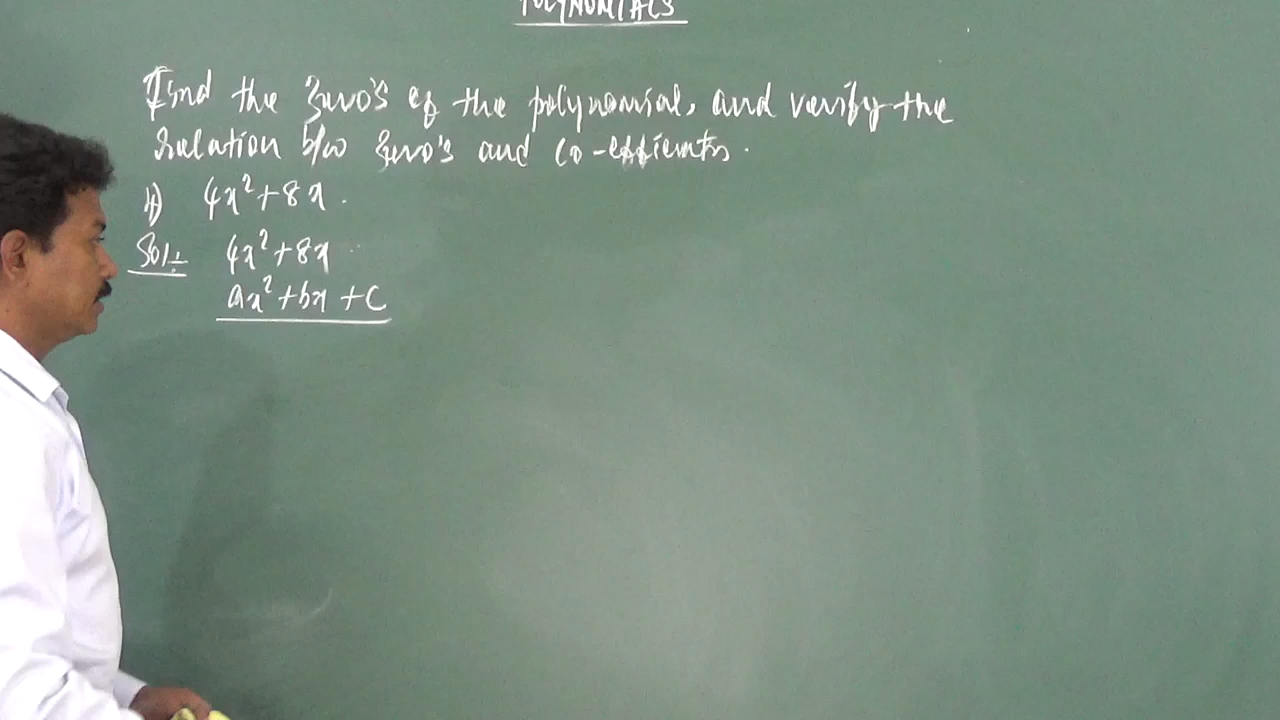 POLYNOMIALS
Find the zero's of the polynomial, and verify the
relation b/w zero's and co-efficients.
4x²+8x.
Sol:- 4x²+8x
ax²+bx+c